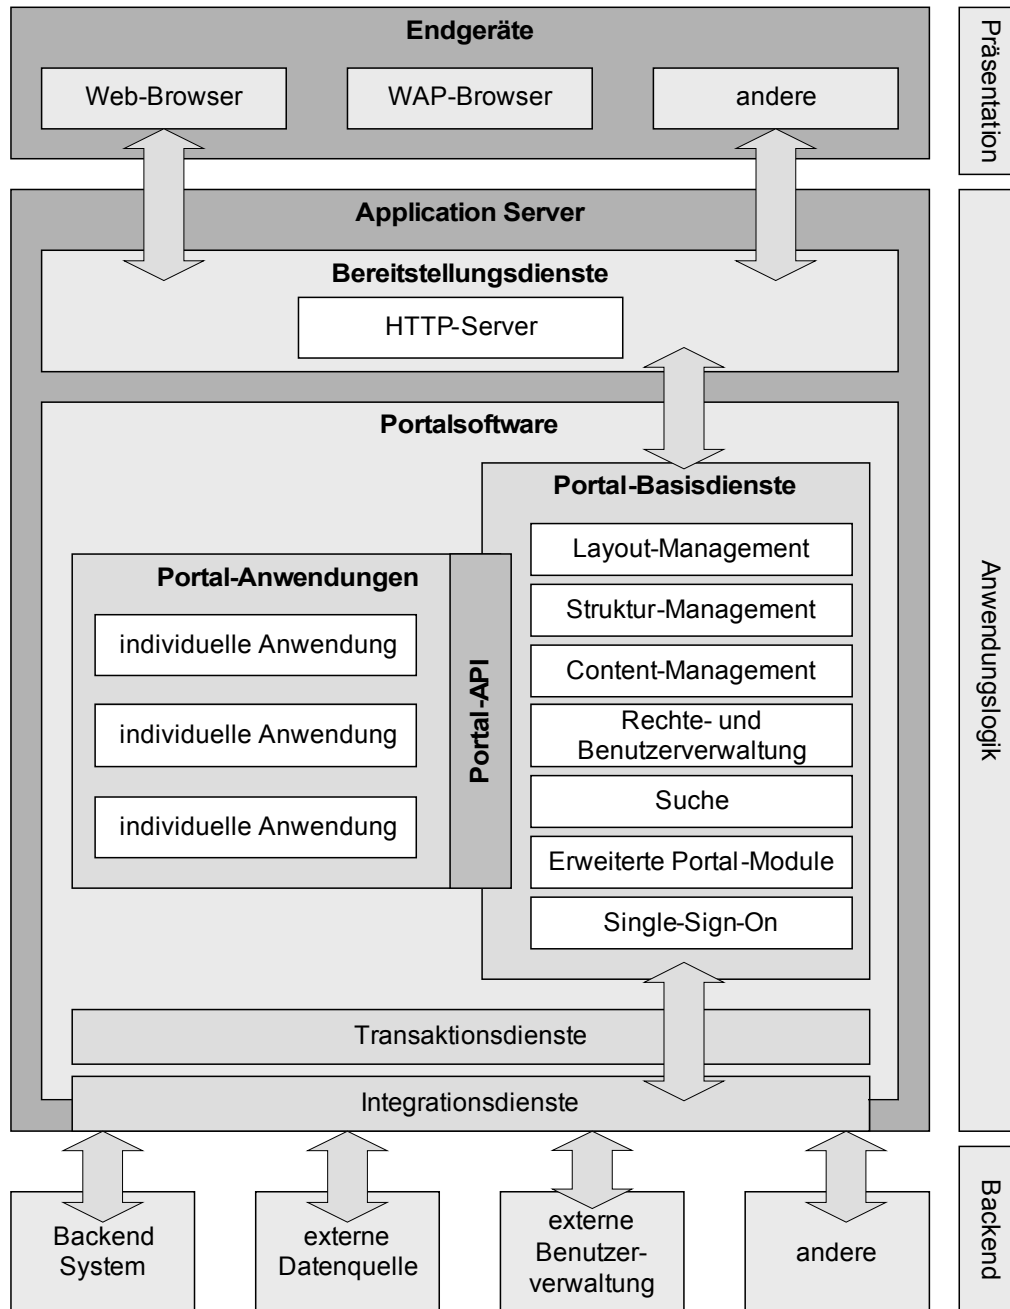 Endgeräte
Web-Browser
WAP-Browser
andere
Präsentation
Application Server
Bereitstellungsdienste
HTTP-Server
Portalsoftware
Portal-Basisdienste
Layout-Management
Struktur-Management
Content-Management
Rechte- und
Benutzerverwaltung
Suche
Erweiterte Portal-Module
Single-Sign-On
Portal-Anwendungen
individuelle Anwendung
individuelle Anwendung
individuelle Anwendung
Portal-API
Anwendungslogik
Transaktionsdienste
Integrationsdienste
Backend
System
externe
Datenquelle
externe
Benutzer-
verwaltung
andere
Backend